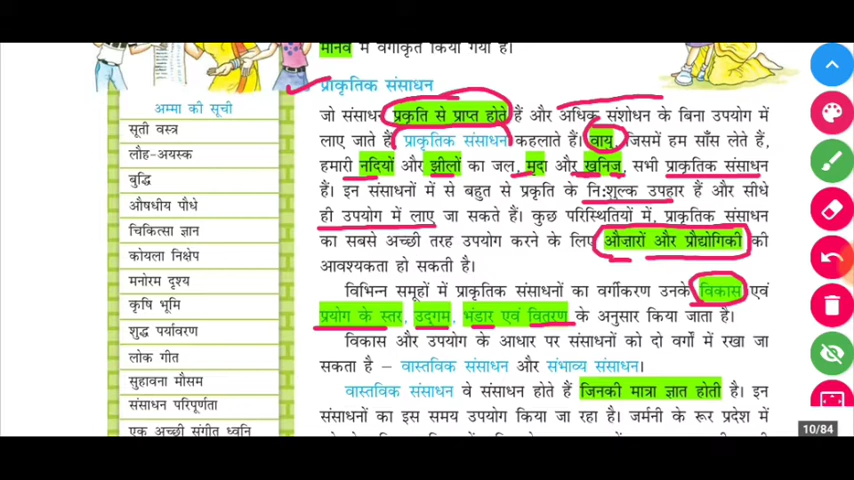 मानव में वर्गीकृत किया गया है।
प्राकृतिक संसाधन
जो संसाधन प्रकृति से प्राप्त होते हैं और अधिक संशोधन के बिना उपयोग में
लाए जाते हैं प्राकृतिक संसाधन कहलाते हैं। वायु, जिसमें हम साँस लेते हैं,
हमारी नदियों और झीलों का जल, मृदा और खनिज, सभी प्राकृतिक संसाधन
हैं। इन संसाधनों में से बहुत से प्रकृति के नि:शुल्क उपहार हैं और सीधे
ही उपयोग में लाए जा सकते हैं। कुछ परिस्थितियों में, प्राकृतिक संसाधन
का सबसे अच्छी तरह उपयोग करने के लिए औज़ारों और प्रौद्योगिकी की
आवश्यकता हो सकती है।
विभिन्न समूहों में प्राकृतिक संसाधनों का वर्गीकरण उनके विकास एवं
प्रयोग के स्तर, उद्गम, भंडार एवं वितरण के अनुसार किया जाता है।
विकास और उपयोग के आधार पर संसाधनों को दो वर्गों में रखा जा
सकता है – वास्तविक संसाधन और संभाव्य संसाधन।
वास्तविक संसाधन वे संसाधन होते हैं जिनकी मात्रा ज्ञात होती है। इन
संसाधनों का इस समय उपयोग किया जा रहा है। जर्मनी के रूर प्रदेश में
अम्मा की सूची
सूती वस्त्र
लौह-अयस्क
बुद्धि
औषधीय पौधे
चिकित्सा ज्ञान
कोयला निक्षेप
मनोरम दृश्य
कृषि भूमि
शुद्ध पर्यावरण
लोक गीत
सुहावना मौसम
संसाधन परिपूर्णता
एक अच्छी संगीत ध्वनि
10/84